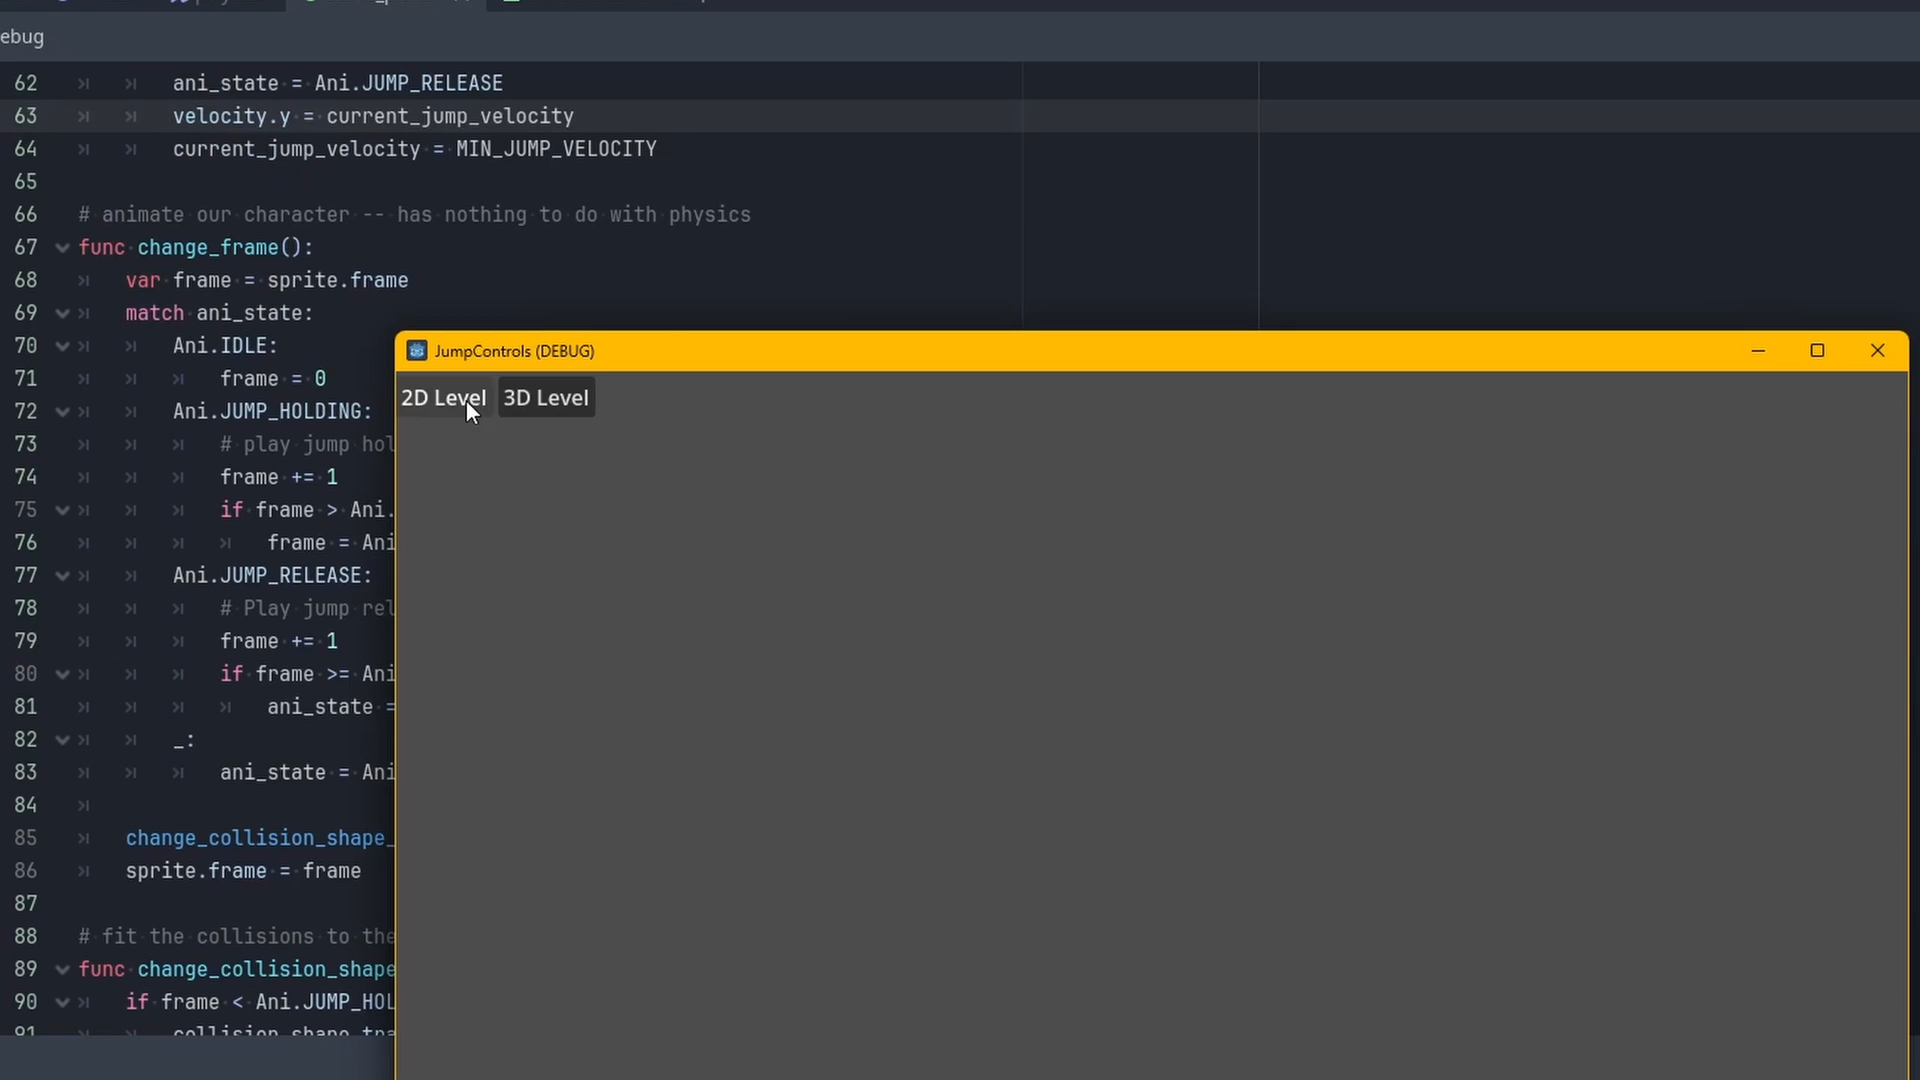 ebug
62 ani_state = Ani.JUMP_RELEASE
63 velocity.y = current_jump_velocity
64 current_jump_velocity = MIN_JUMP_VELOCITY
65
66 # animate our character -- has nothing to do with physics
67 func change_frame():
68 var frame = sprite.frame
69 match ani_state:
70 Ani.IDLE:
71 frame = 0
72 Ani.JUMP_HOLDING:
73 # play jump hol
74 frame += 1
75 if frame > Ani.
76 frame = Ani
77 Ani.JUMP_RELEASE:
78 # Play jump rel
79 frame += 1
80 if frame >= Ani
81 ani_state =
82 _:
83 ani_state = Ani
84
85 change_collision_shape_
86 sprite.frame = frame
87
88 # fit the collisions to the
89 func change_collision_shape
90 if frame < Ani.JUMP_HOL
91 collision_shape_tra
JumpControls (DEBUG)
2D Level 3D Level